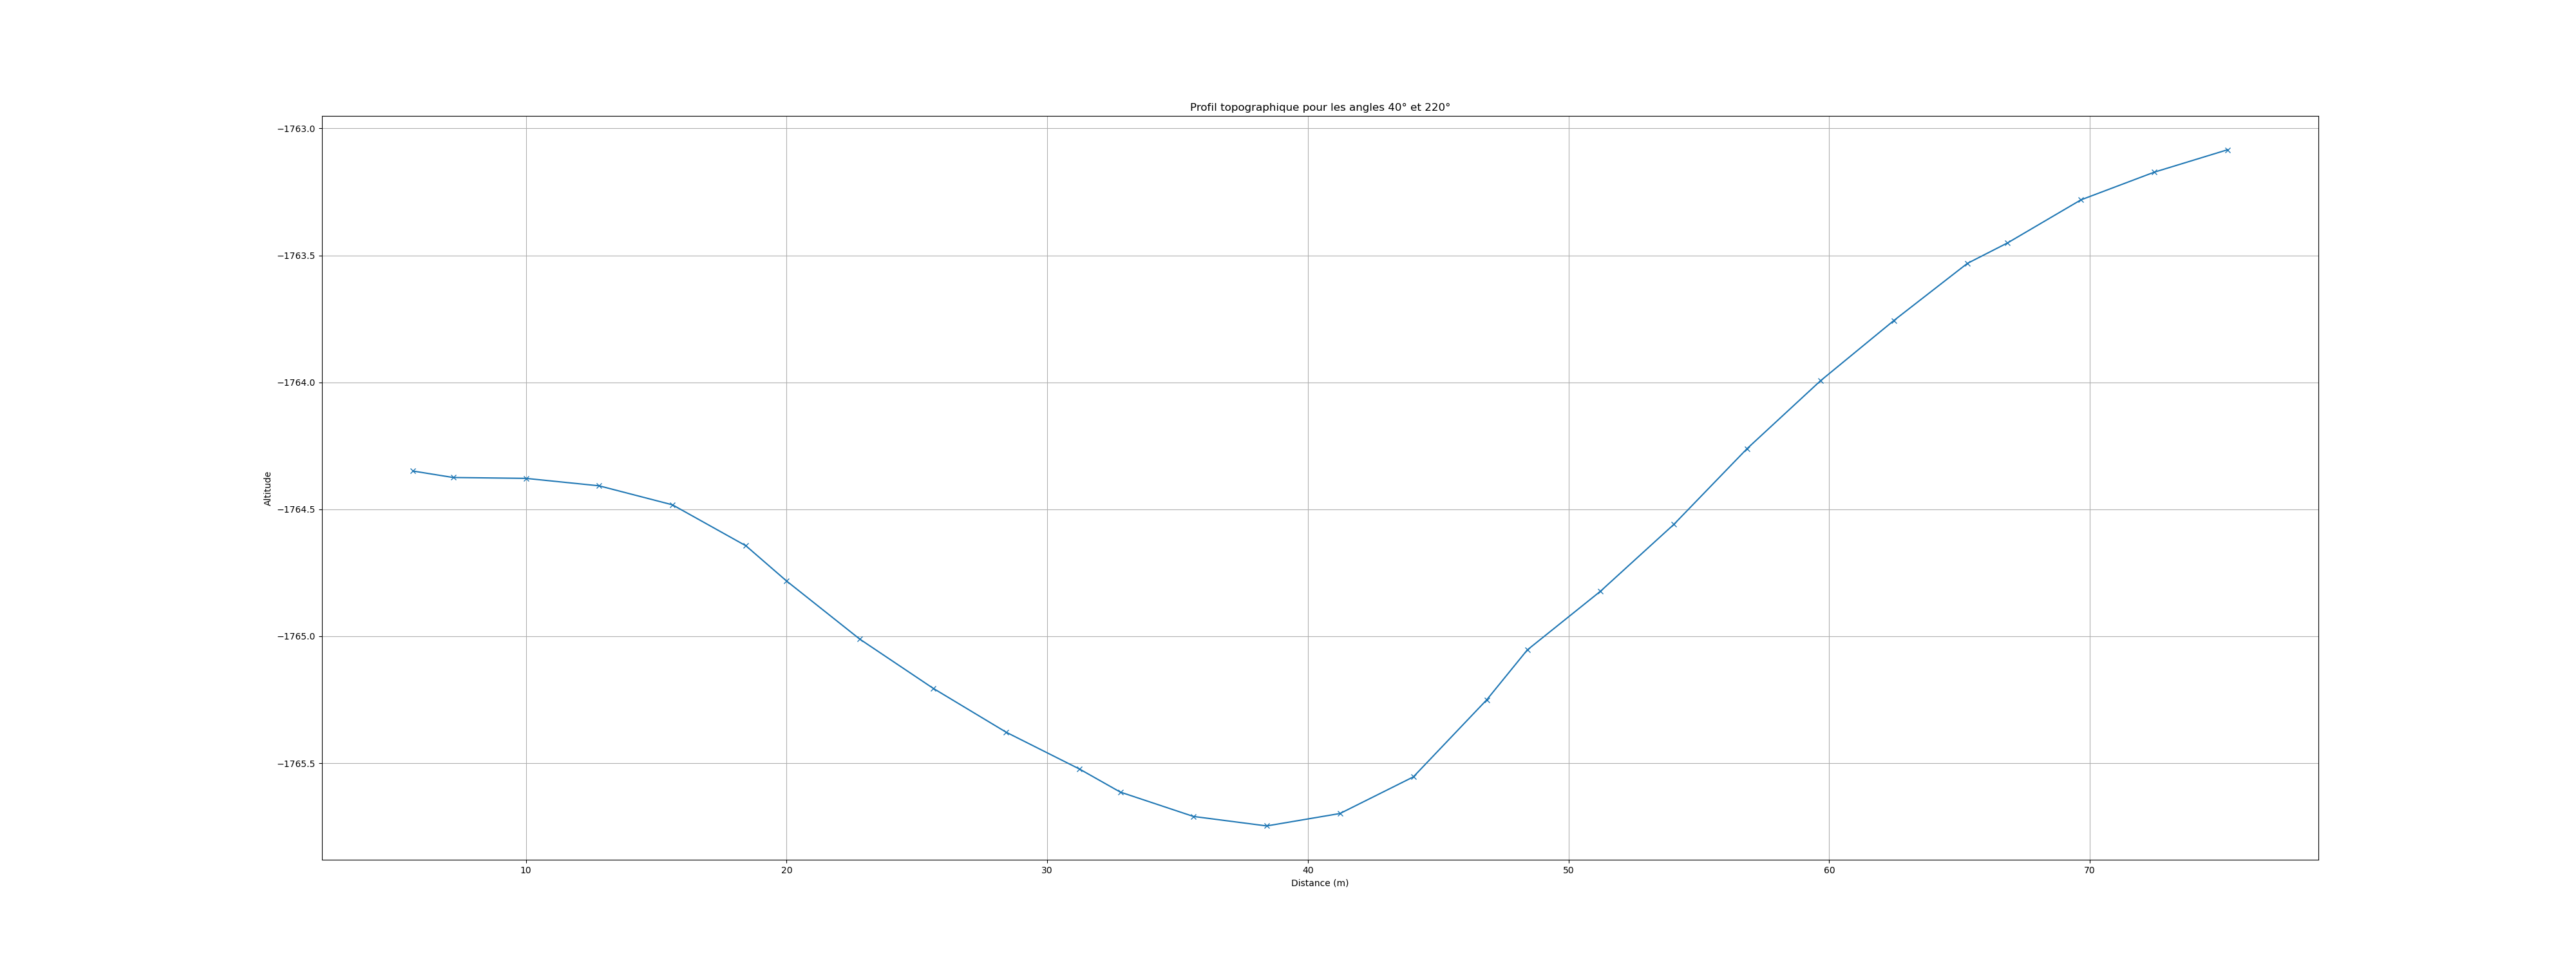 Profil topographique pour les angles 40° et 220°
−1763.0
−1763.5
−1764.0
−1764.5
−1765.0
−1765.5
Altitude
10 20 30 40 50 60 70
Distance (m)